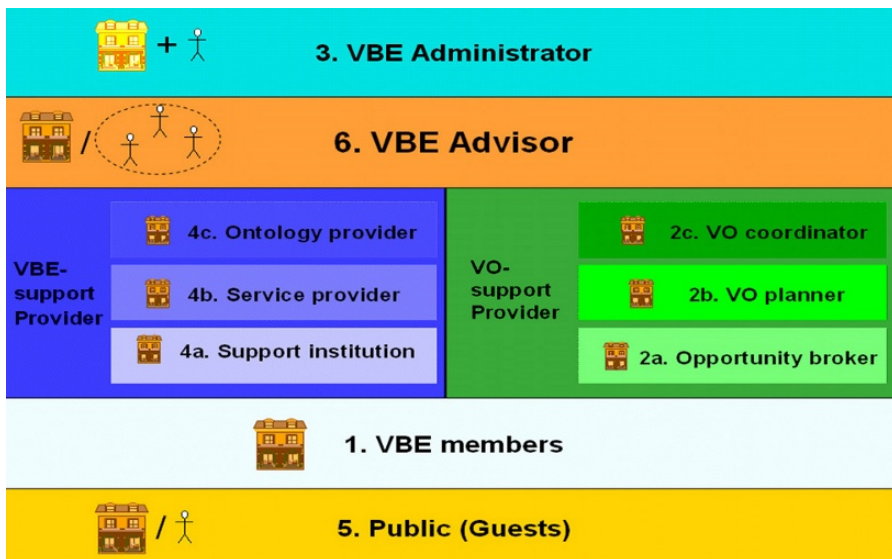 +
3. VBE Administrator
/
6. VBE Advisor
VBE-
support
Provider
4c. Ontology provider
4b. Service provider
4a. Support institution
VO-
support
Provider
2c. VO coordinator
2b. VO planner
2a. Opportunity broker
1. VBE members
/
5. Public (Guests)